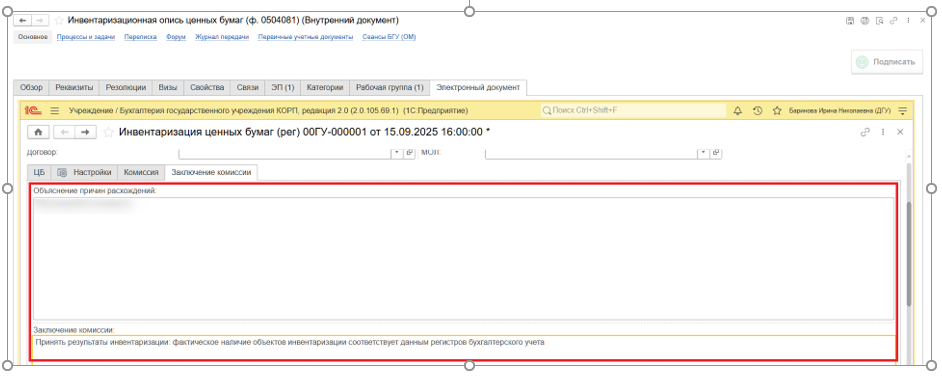 Инвентаризационная опись ценных бумаг (ф. 0504081) (Внутренний документ)
Основное Процессы и задачи Переписка Форум Журнал передачи Первичные учетные документы Сеансы БГУ (ОМ)
Подписать
Обзор Реквизиты Резолюции Визы Свойства Связи ЭП (1) Категории Рабочая группа (1) Электронный документ
1С Учреждение / Бухгалтерия государственного учреждения КОРП, редакция 2.0 (2.0.105.69.1) (1С:Предприятие) Поиск Ctrl+Shift+F Баринова Ирина Николаевна (ДГУ)
Инвентаризация ценных бумаг (рег) 00ГУ-000001 от 15.09.2025 16:00:00 *
Договор: МОЛ:
ЦБ Настройки Комиссия Заключение комиссии
Объяснение причин расхождений:
Заключение комиссии:
Принять результаты инвентаризации: фактическое наличие объектов инвентаризации соответствует данным регистров бухгалтерского учета